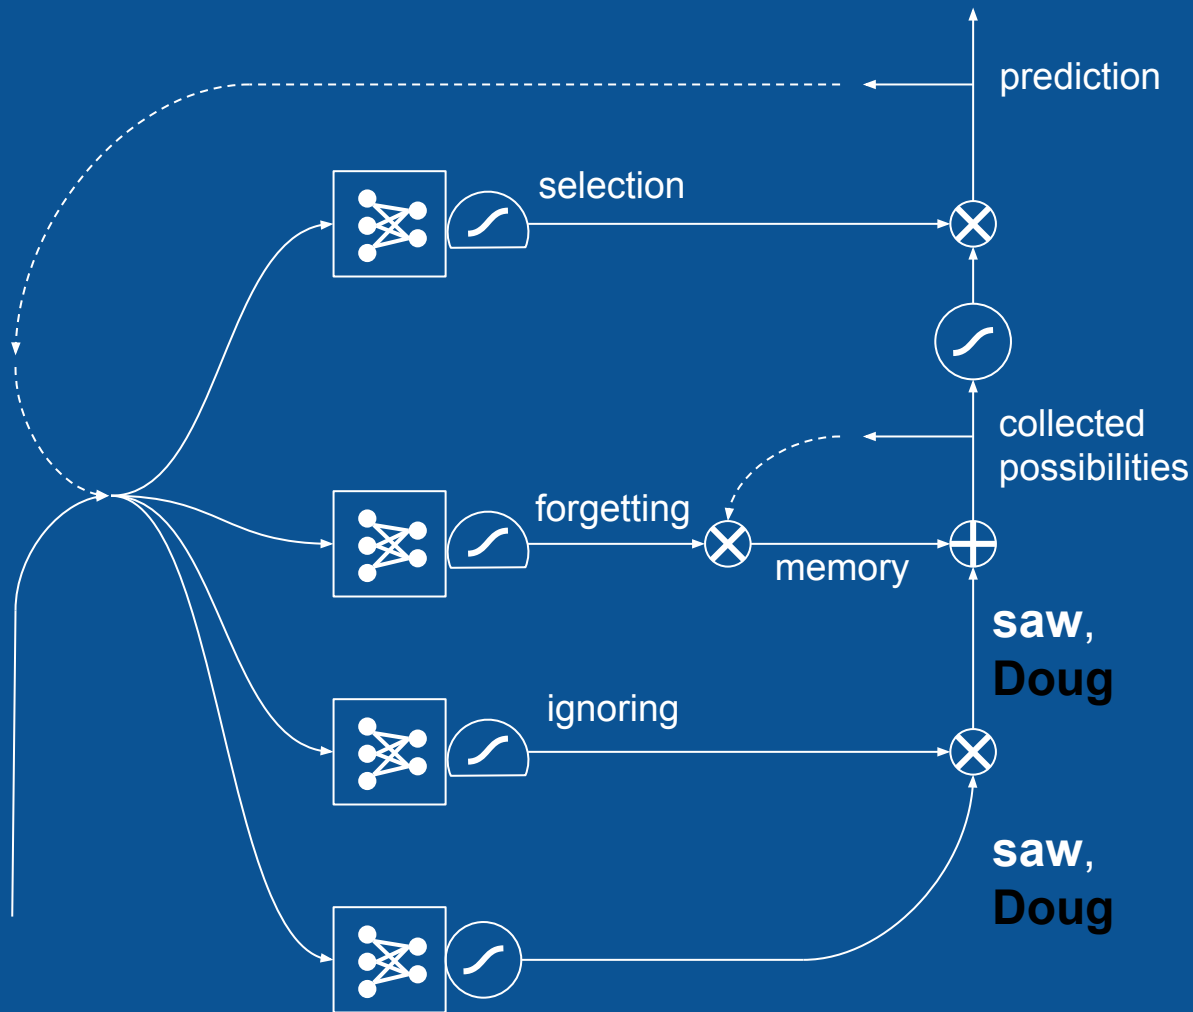 prediction
selection
collected
possibilities
forgetting
memory
saw,
Doug
ignoring
saw,
Doug